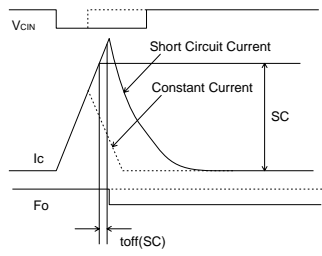 VCIN
Short Circuit Current
Constant Current
SC
Ic
Fo
toff(SC)